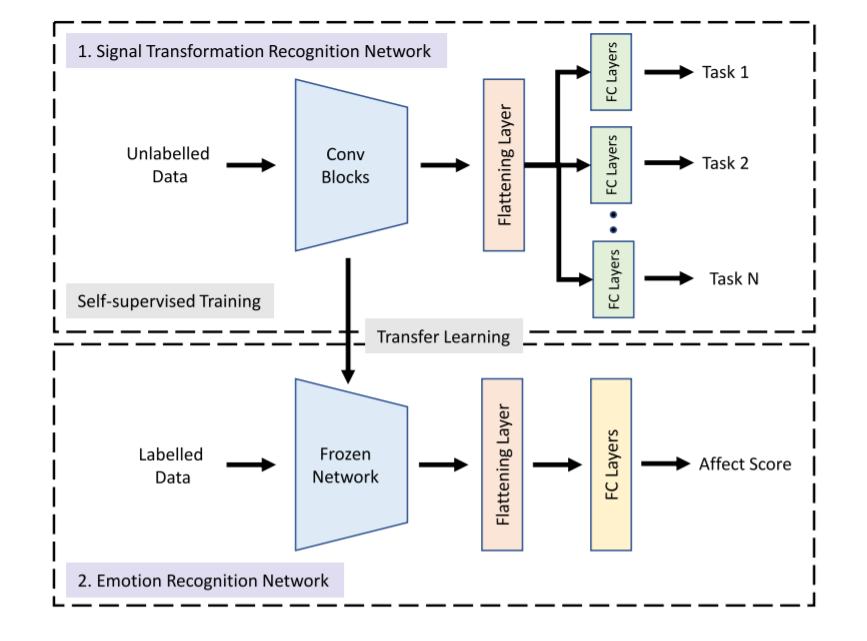 1. Signal Transformation Recognition Network
Unlabelled
Data
Conv
Blocks
Flattening Layer
FC Layers
Task 1
FC Layers
Task 2
FC Layers
Task N
Self-supervised Training
Transfer Learning
Labelled
Data
Frozen
Network
Flattening Layer
FC Layers
Affect Score
2. Emotion Recognition Network